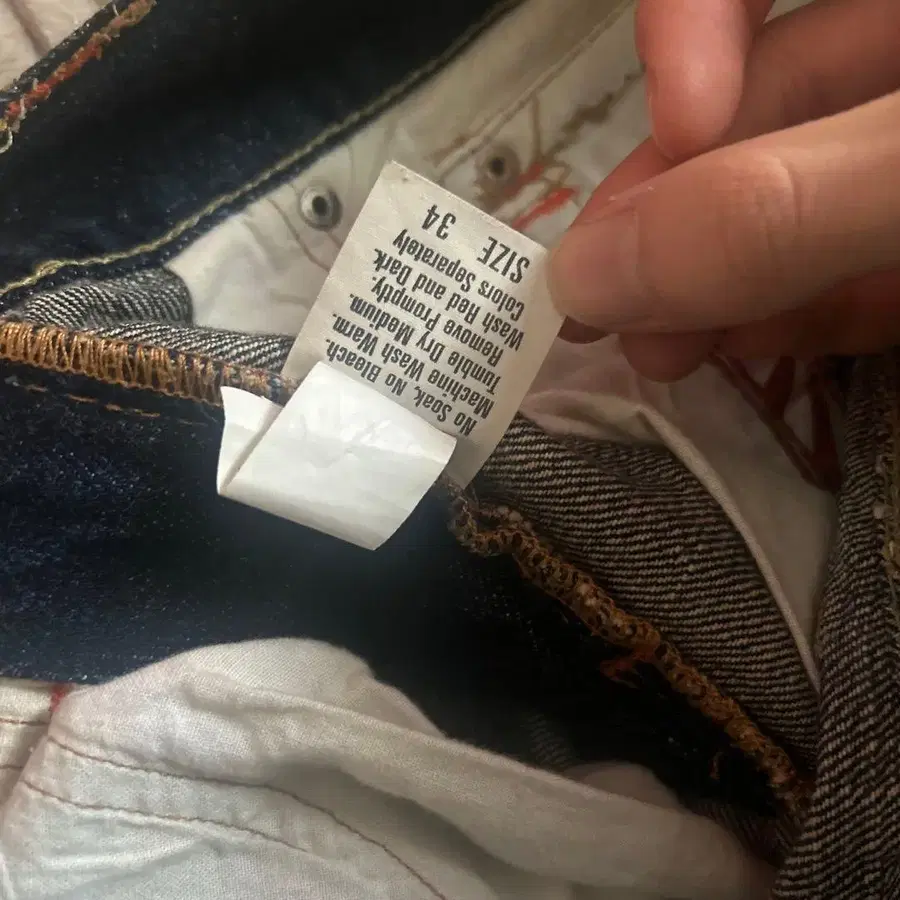 No Soak, No Bleach.
Machine Wash Warm.
Tumble Dry Medium.
Remove Promptly.
Wash Red and Dark
Colors Separately
SIZE 34